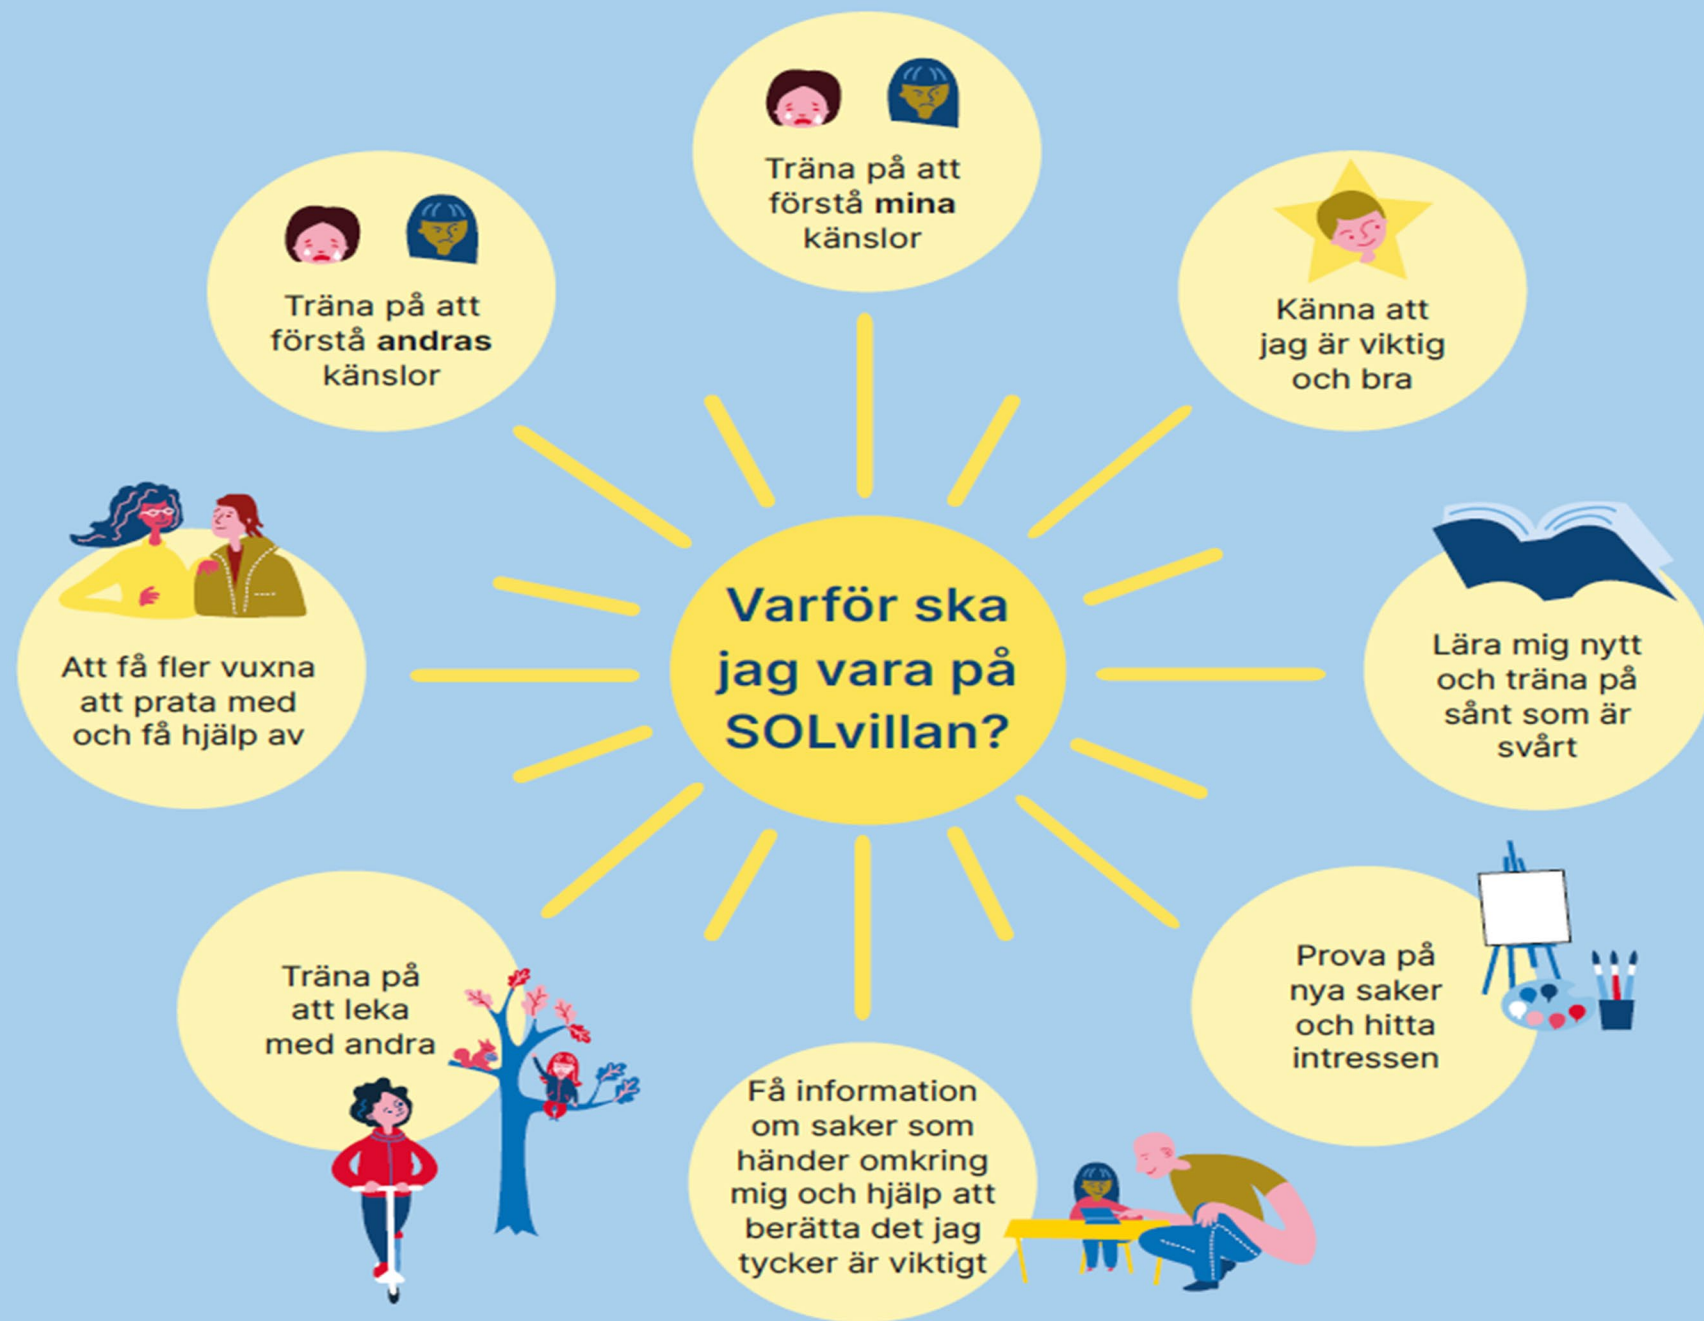 Varför ska
jag vara på
SOLvillan?
Träna på att
förstå mina
känslor
Känna att
jag är viktig
och bra
Lära mig nytt
och träna på
sånt som är
svårt
Prova på
nya saker
och hitta
intressen
Få information
om saker som
händer omkring
mig och hjälp att
berätta det jag
tycker är viktigt
Träna på
att leka
med andra
Att få fler vuxna
att prata med
och få hjälp av
Träna på att
förstå andras
känslor